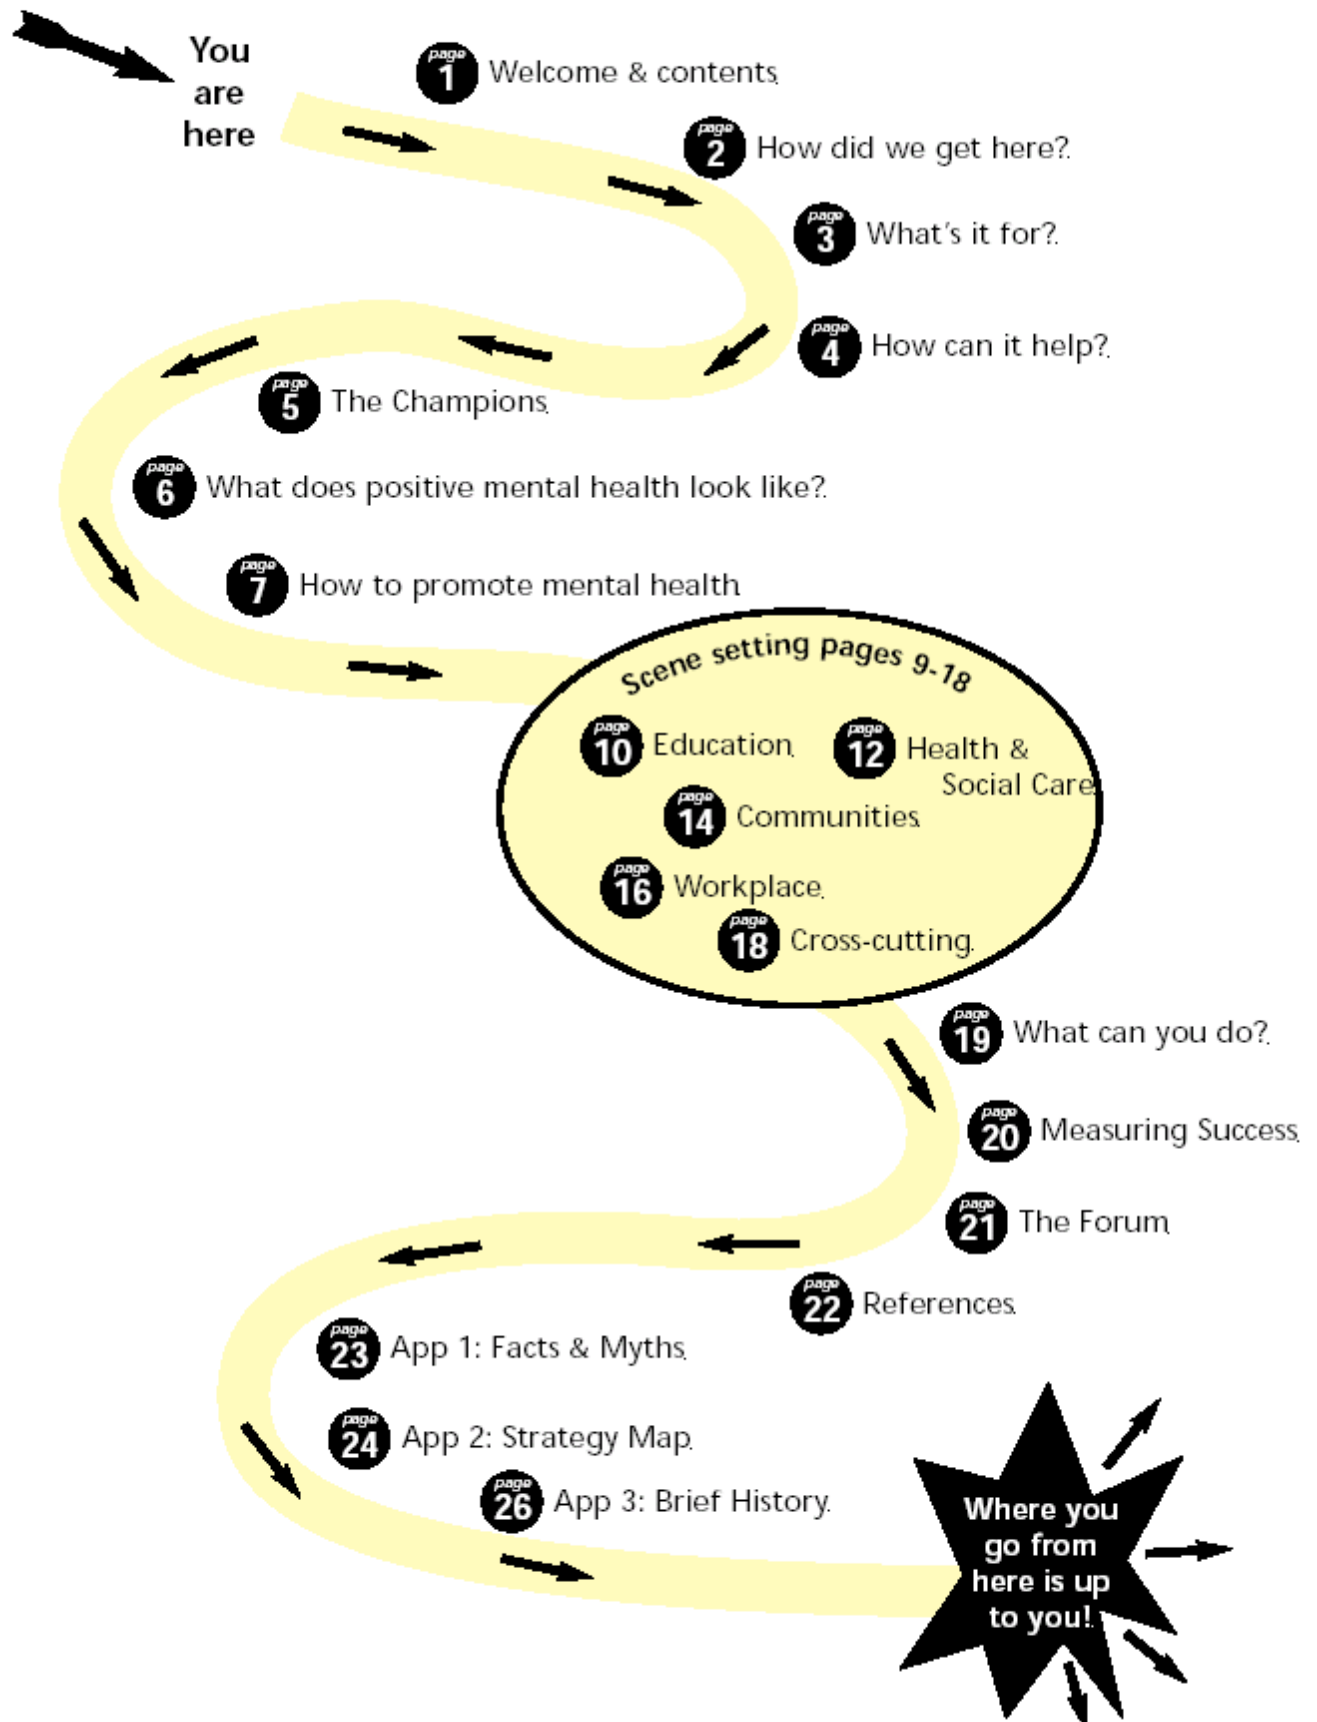 You
are
here
page 1 Welcome & contents
page 2 How did we get here?
page 3 What's it for?
page 4 How can it help?
page 5 The Champions
page 6 What does positive mental health look like?
page 7 How to promote mental health
Scene setting pages 9-18
page 10 Education
page 12 Health &
Social Care
page 14 Communities
page 16 Workplace
page 18 Cross-cutting
page 19 What can you do?
page 20 Measuring Success
page 21 The Forum
page 22 References
page 23 App 1: Facts & Myths
page 24 App 2: Strategy Map
page 26 App 3: Brief History
Where you
go from
here is up
to you!